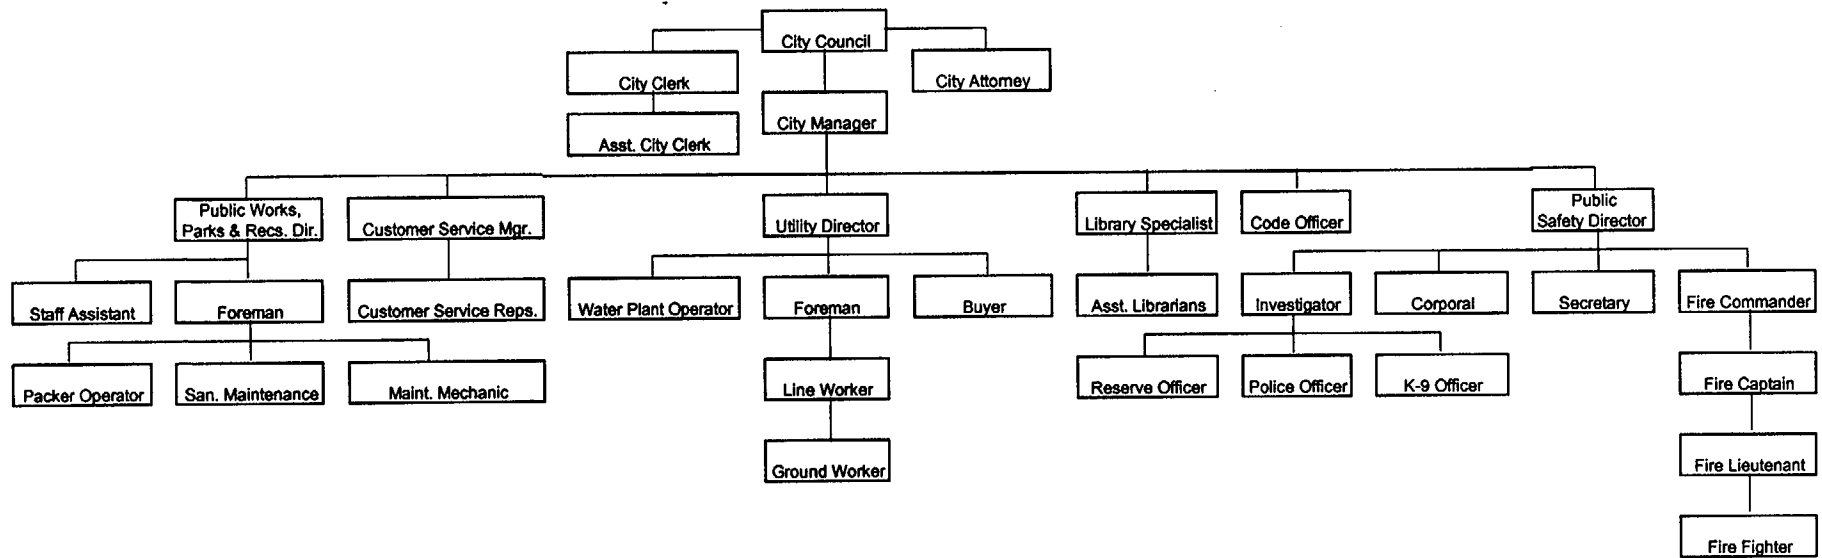 City Council
City Clerk
City Attorney
Asst. City Clerk
City Manager
Public Works,
Parks & Recs. Dir.
Customer Service Mgr.
Utility Director
Library Specialist
Code Officer
Public
Safety Director
Staff Assistant
Foreman
Customer Service Reps.
Water Plant Operator
Foreman
Buyer
Asst. Librarians
Investigator
Corporal
Secretary
Fire Commander
Packer Operator
San. Maintenance
Maint. Mechanic
Line Worker
Reserve Officer
Police Officer
K-9 Officer
Fire Captain
Ground Worker
Fire Lieutenant
Fire Fighter